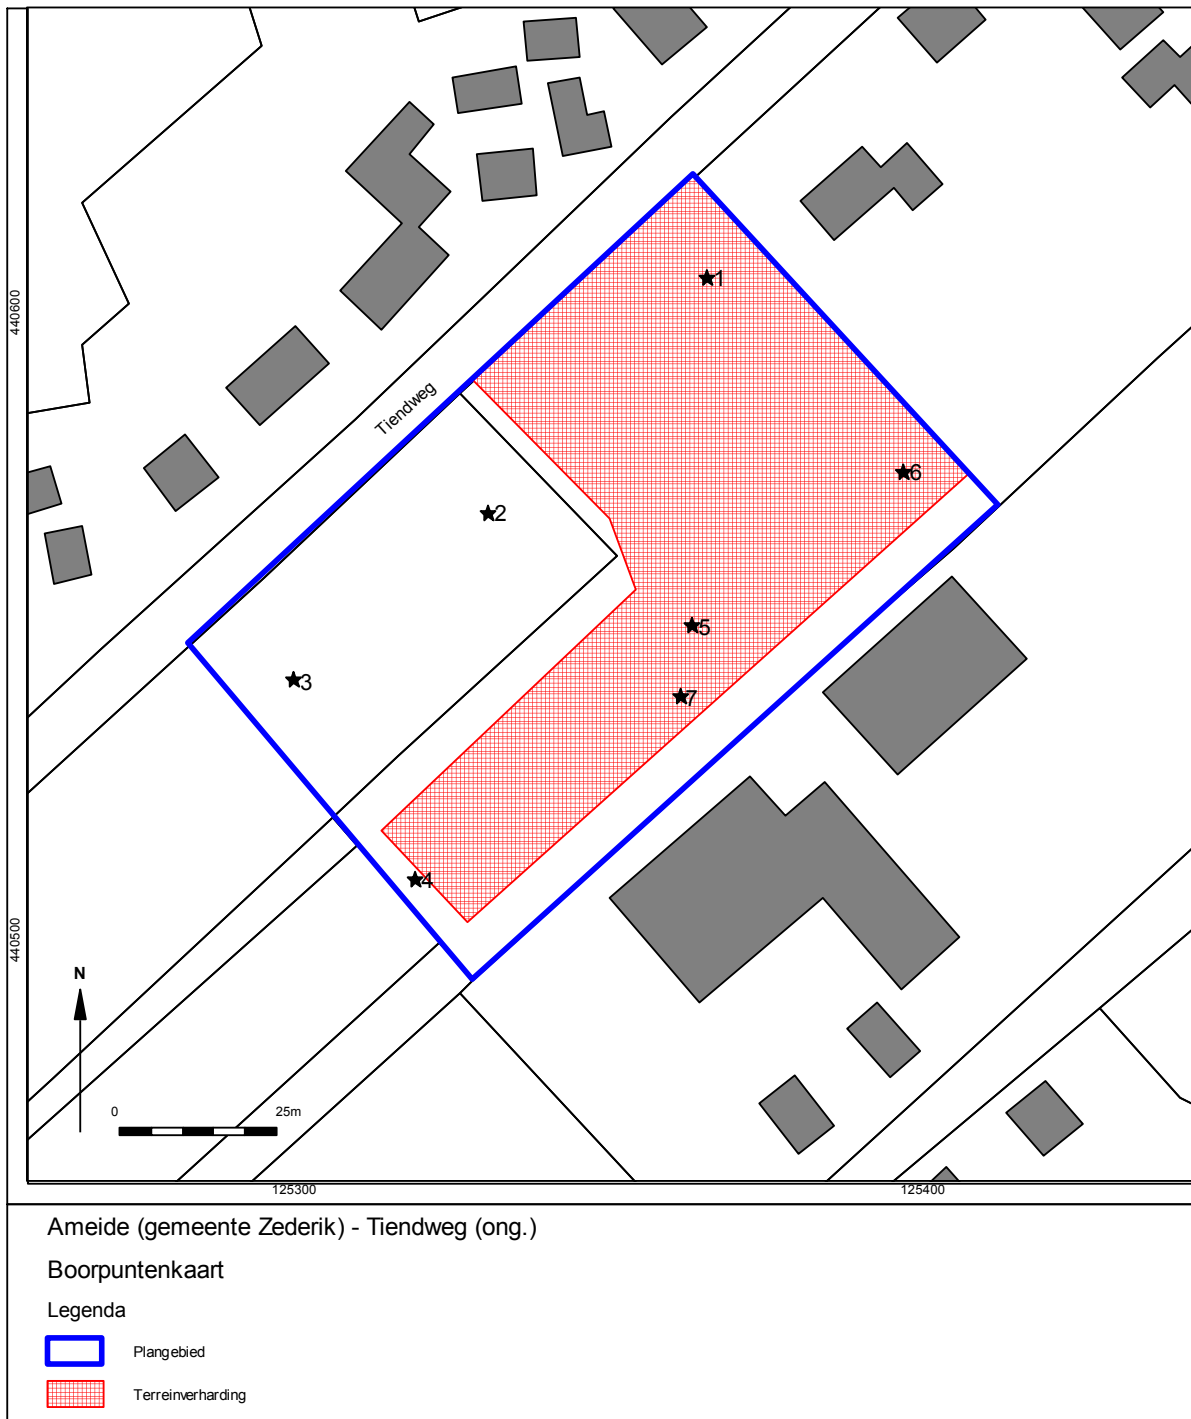 440600
Tiendweg
1
6
2
5
3
7
4
440500
N
0 25m
125300 125400
Ameide (gemeente Zederik) - Tiendweg (ong.)
Boorpuntenkaart
Legenda
Plangebied
Terreinverharding